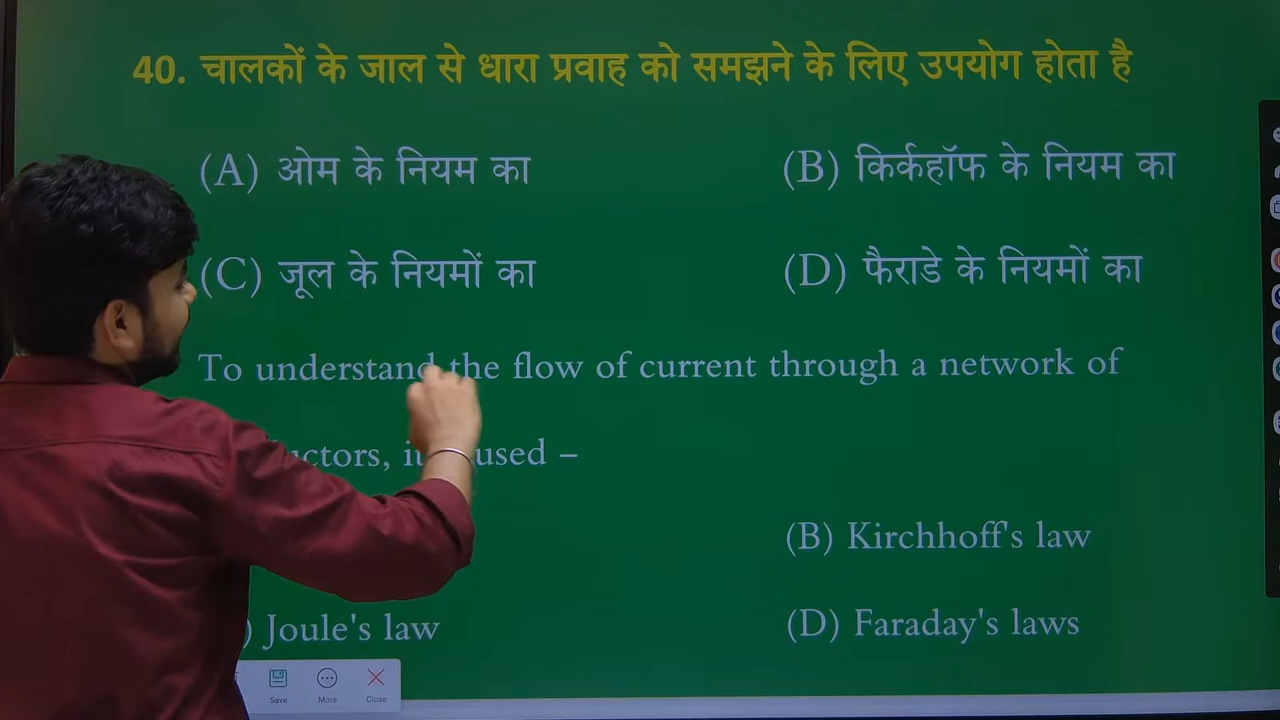 40. चालकों के जाल से धारा प्रवाह को समझने के लिए उपयोग होता है
(A) ओम के नियम का
(B) किर्कहॉफ के नियम का
(C) जूल के नियमों का
(D) फैराडे के नियमों का
To understand the flow of current through a network of
used –
(B) Kirchhoff's law
Joule's law
(D) Faraday's laws
Save More Close